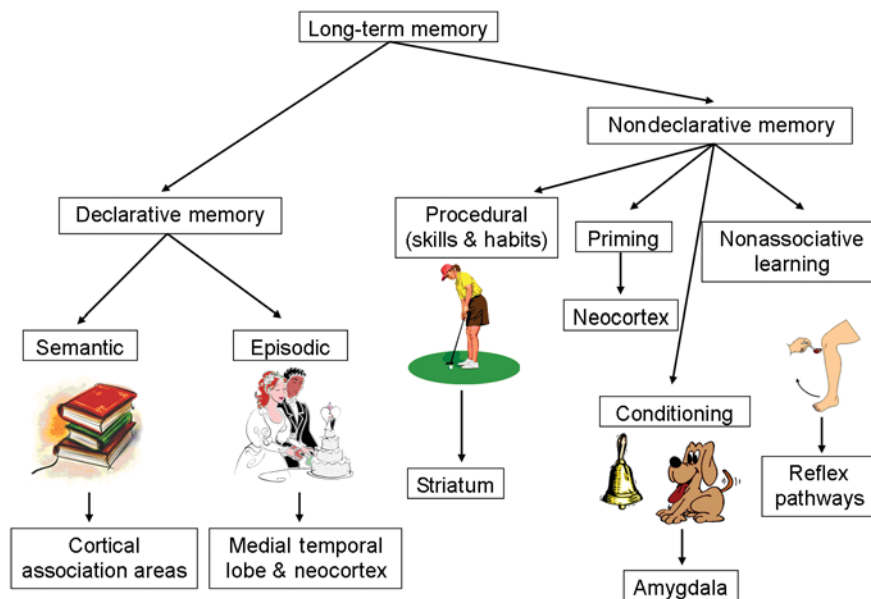 Long-term memory
Nondeclarative memory
Declarative memory
Procedural
(skills & habits)
Priming
Nonassociative
learning
Neocortex
Semantic
Episodic
Conditioning
Striatum
Reflex
pathways
Cortical
association areas
Medial temporal
lobe & neocortex
Amygdala